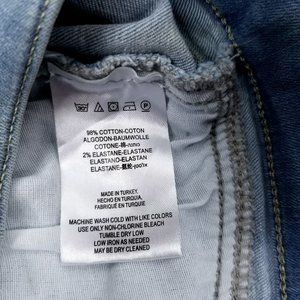 98% COTTON-COTON
ALGODON-BAUMWOLLE
COTONE-棉-
2% ELASTANE-ELASTANE
ELASTANO-ELASTAN
ELASTANE-
MADE IN TURKEY.
HECHO EN TURQUIA.
FABRIQUÉ EN TURQUIE
MACHINE WASH COLD WITH LIKE COLORS
USE ONLY NON-CHLORINE BLEACH
TUMBLE DRY LOW
LOW IRON AS NEEDED
MAY BE DRY CLEANED